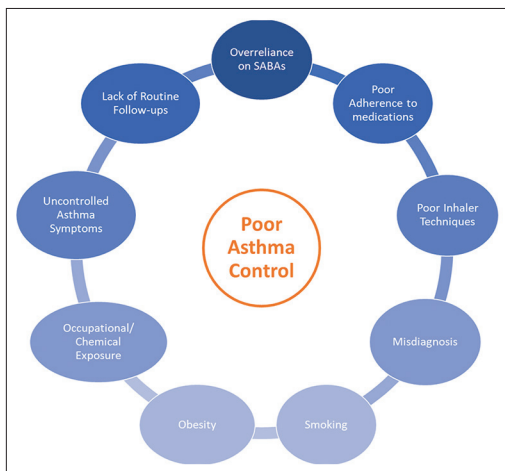 Overreliance
on SABAs
Poor
Adherence to
medications
Poor Inhaler
Techniques
Misdiagnosis
Smoking
Obesity
Occupational/
Chemical
Exposure
Uncontrolled
Asthma
Symptoms
Lack of Routine
Follow-ups
Poor
Asthma
Control